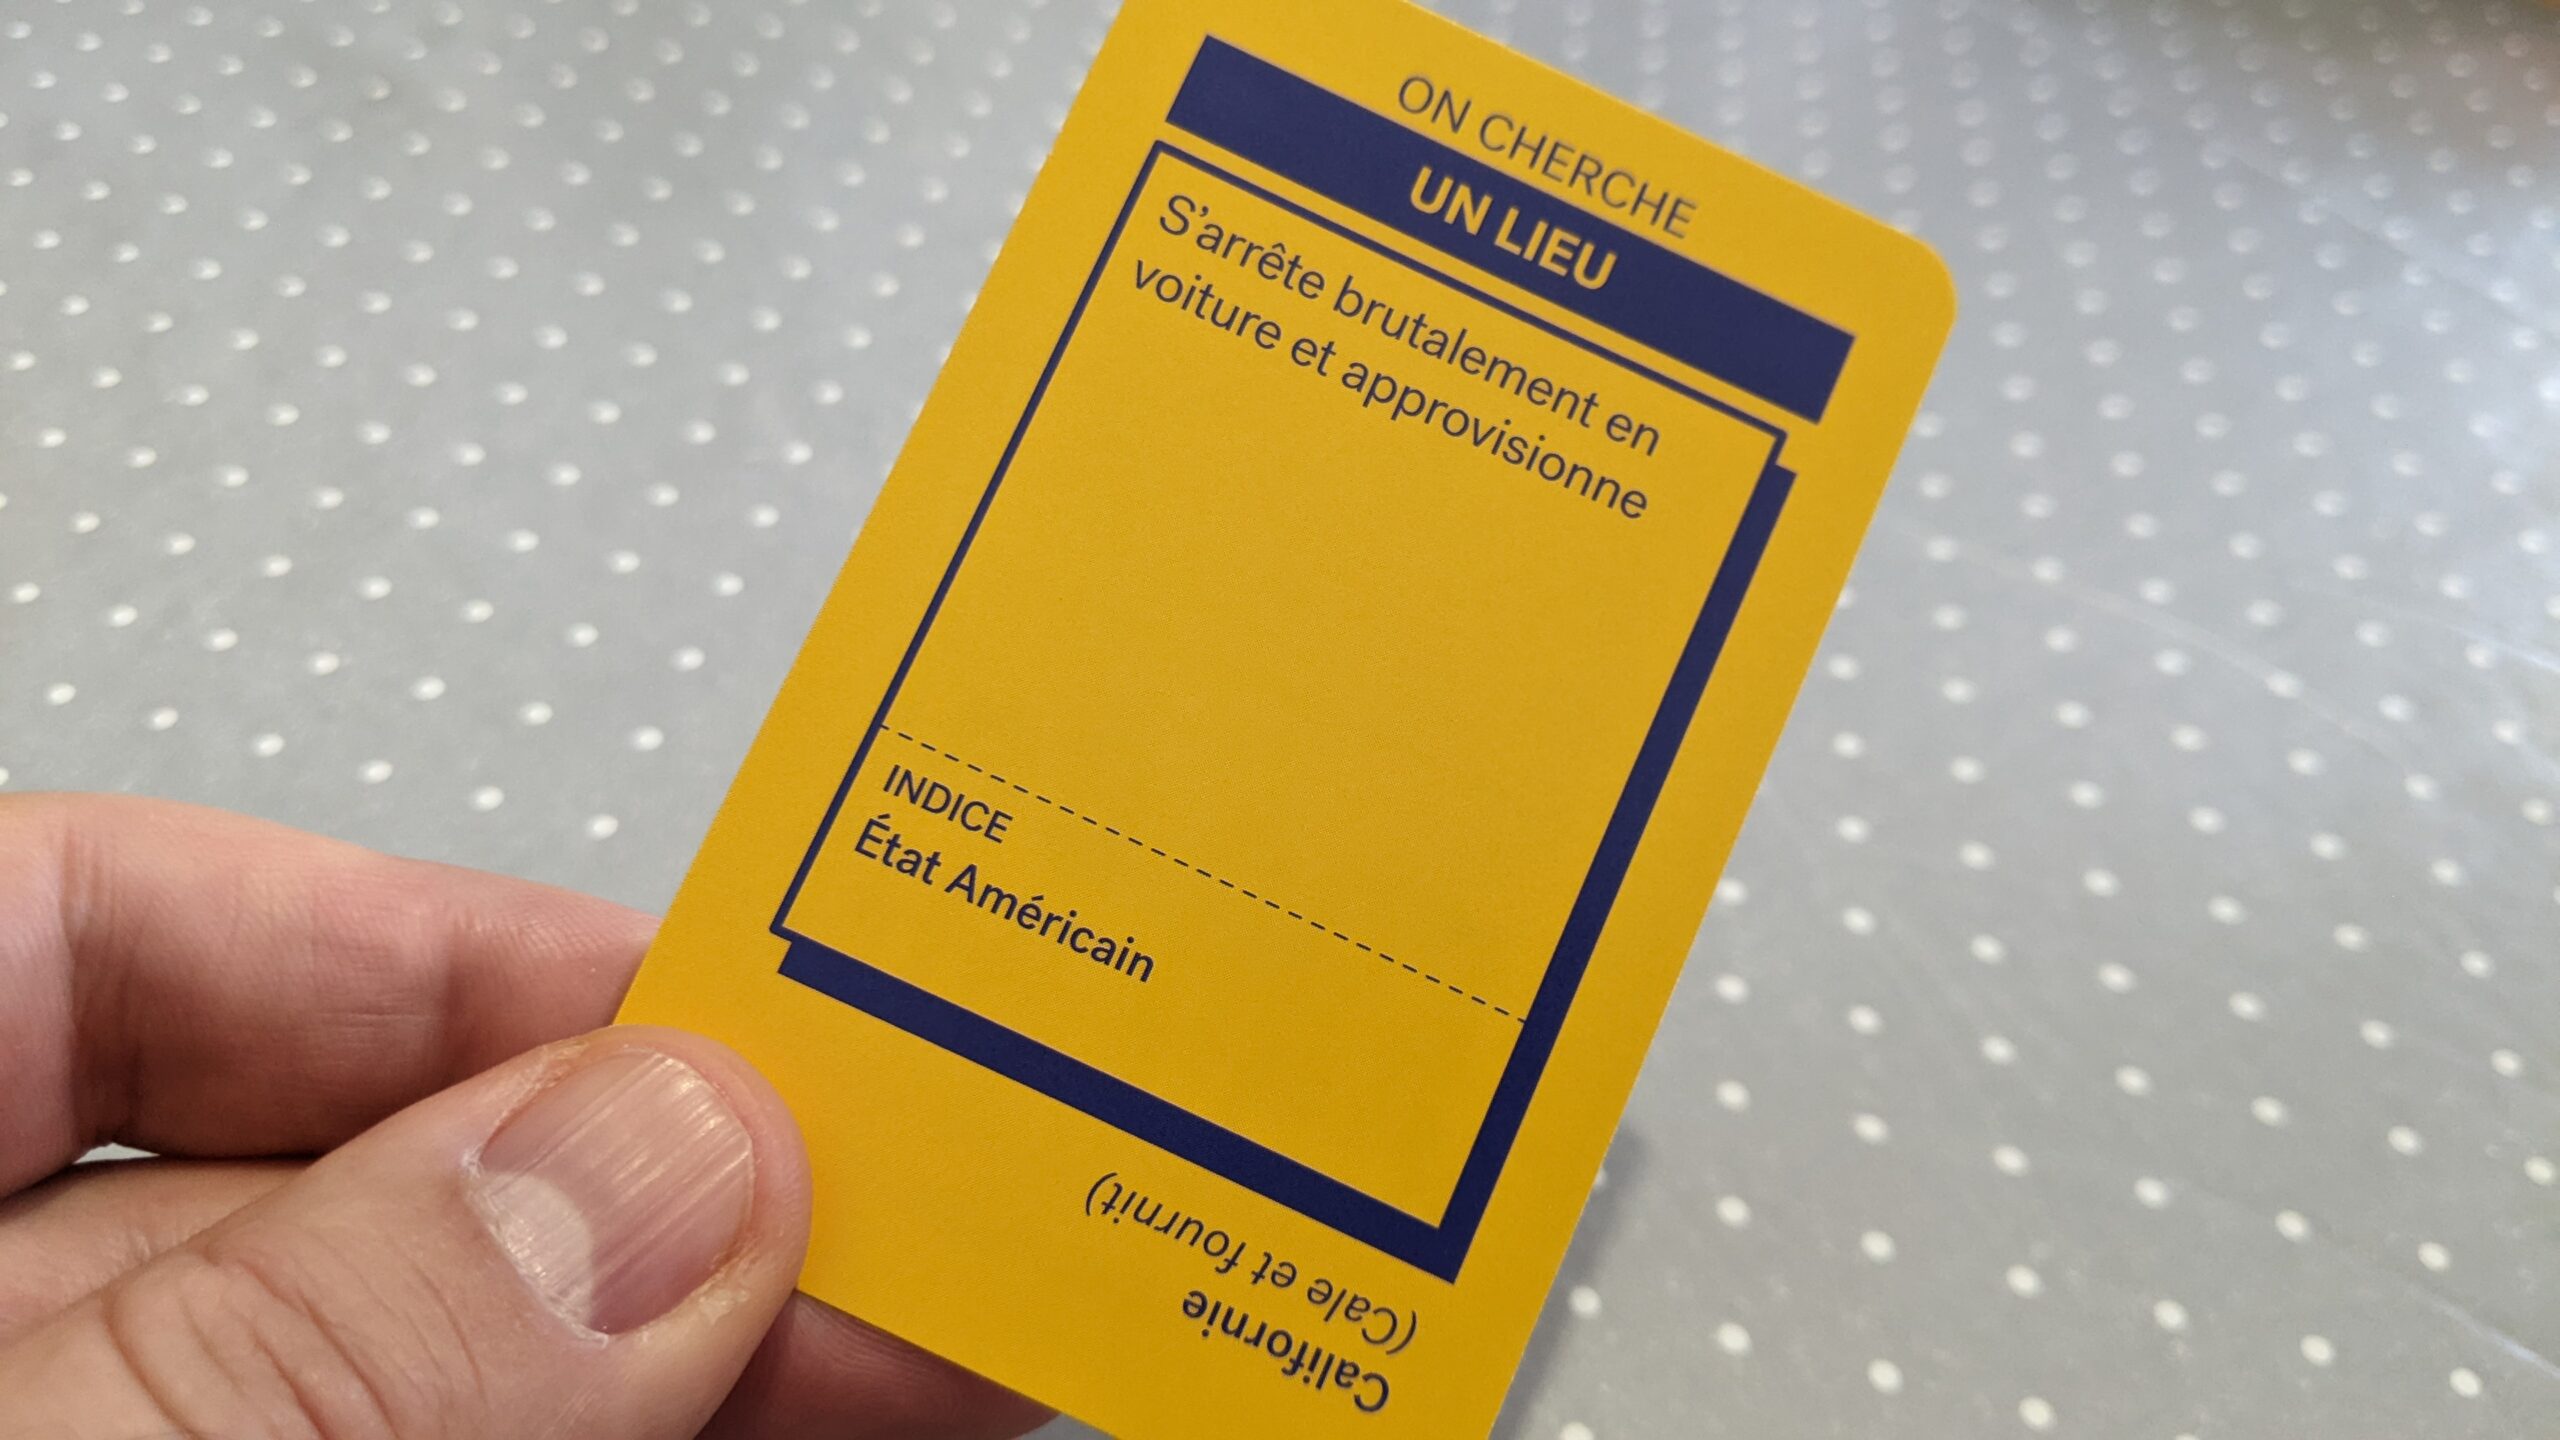 ON CHERCHE
UN LIEU
S'arrête brutalement en
voiture et approvisionne
INDICE
État Américain
Californie
(Cale et fournit)